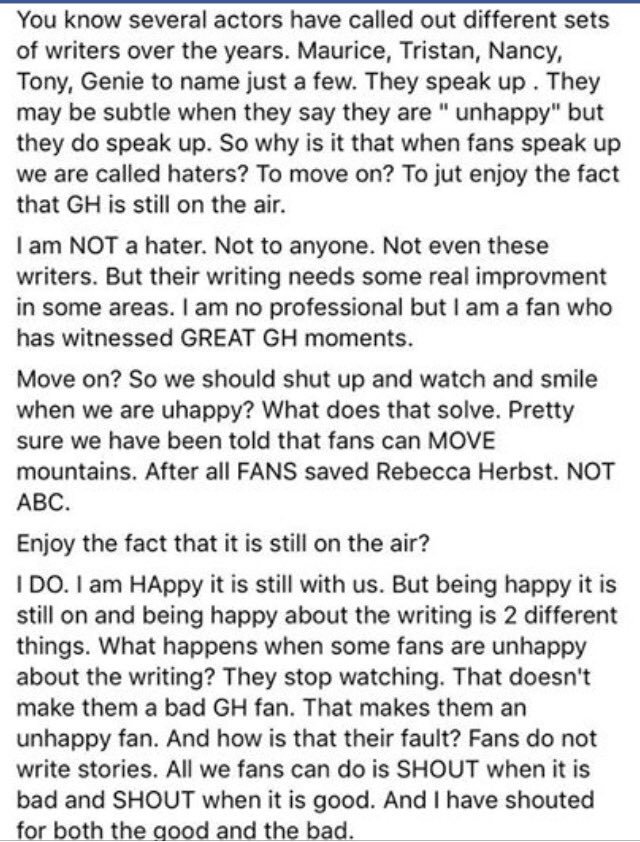 You know several actors have called out different sets
of writers over the years. Maurice, Tristan, Nancy,
Tony, Genie to name just a few. They speak up . They
may be subtle when they say they are " unhappy" but
they do speak up. So why is it that when fans speak up
we are called haters? To move on? To jut enjoy the fact
that GH is still on the air.
I am NOT a hater. Not to anyone. Not even these
writers. But their writing needs some real improvment
in some areas. I am no professional but I am a fan who
has witnessed GREAT GH moments.
Move on? So we should shut up and watch and smile
when we are uhappy? What does that solve. Pretty
sure we have been told that fans can MOVE
mountains. After all FANS saved Rebecca Herbst. NOT
ABC.
Enjoy the fact that it is still on the air?
I DO. I am HAppy it is still with us. But being happy it is
still on and being happy about the writing is 2 different
things. What happens when some fans are unhappy
about the writing? They stop watching. That doesn't
make them a bad GH fan. That makes them an
unhappy fan. And how is that their fault? Fans do not
write stories. All we fans can do is SHOUT when it is
bad and SHOUT when it is good. And I have shouted
for both the good and the bad.